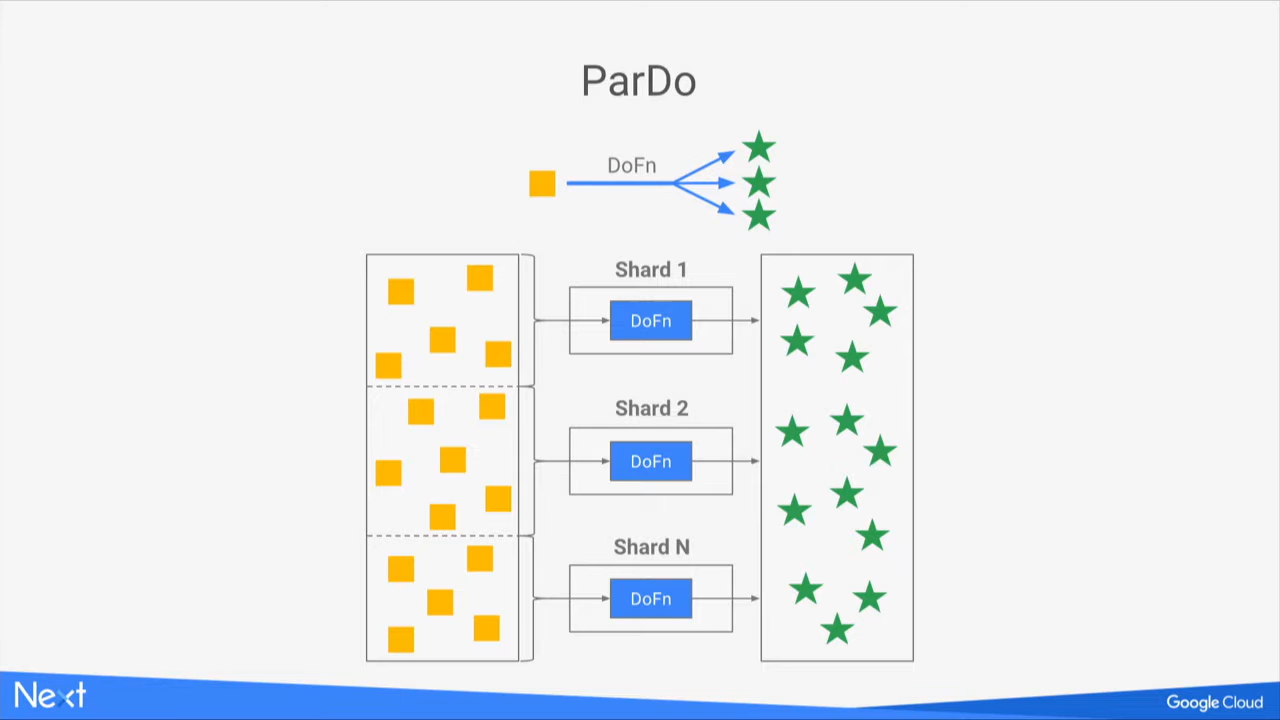 ParDo
DoFn
Shard 1
DoFn
Shard 2
DoFn
Shard N
DoFn
Next
Google Cloud